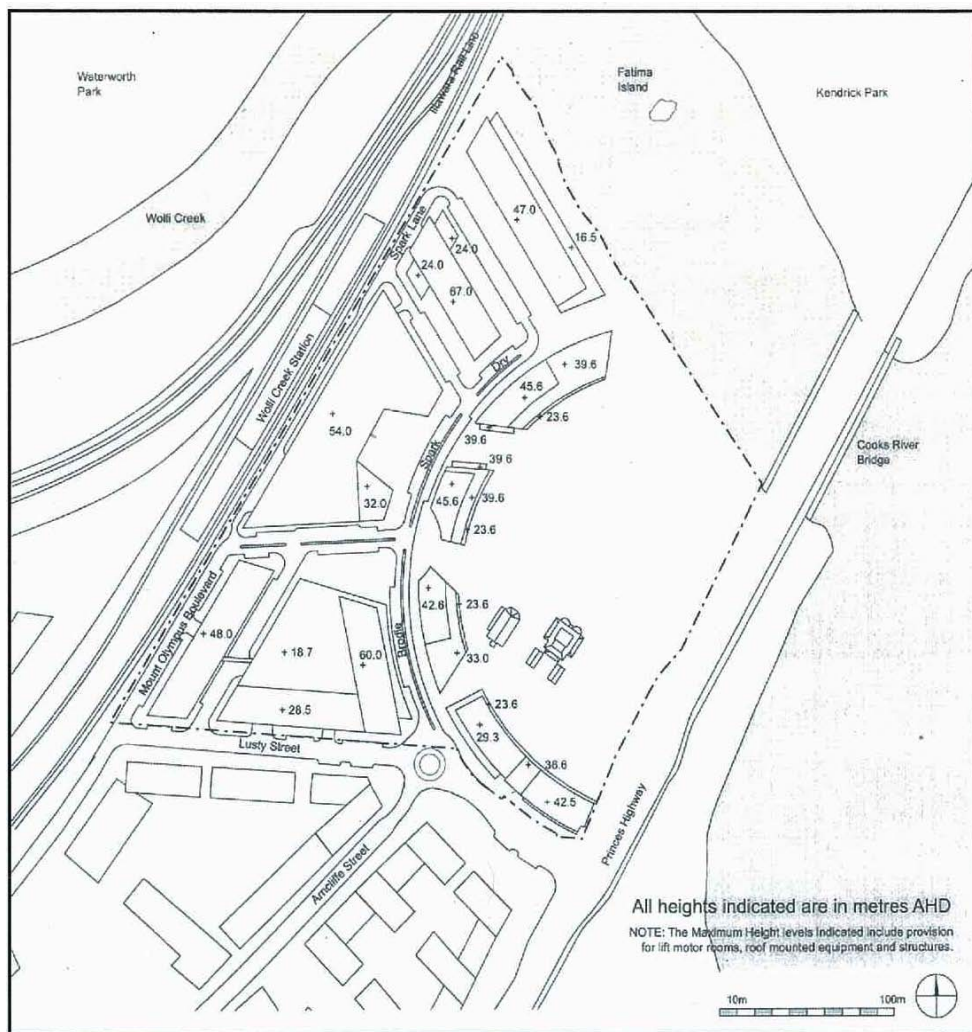 Waterworth
Park
Illawara Rail Line
Fatima
Island
Kendrick Park
Wolli Creek
Spark Lane
47.0
16.5
24.0
24.0
67.0
Wolli Creek Station
Dry
39.6
45.6
23.6
54.0
39.6
Spark
39.6
Cooks River
Bridge
45.6
39.6
32.0
23.6
42.6
23.6
Mount Olympus Boulevard
48.0
18.7
60.0
Brodie
33.0
28.5
23.6
29.3
Lusty Street
36.6
42.5
Princes Highway
Arncliffe Street
All heights indicated are in metres AHD
NOTE: The Maximum Height levels indicated include provision
for lift motor rooms, roof mounted equipment and structures.
10m
100m